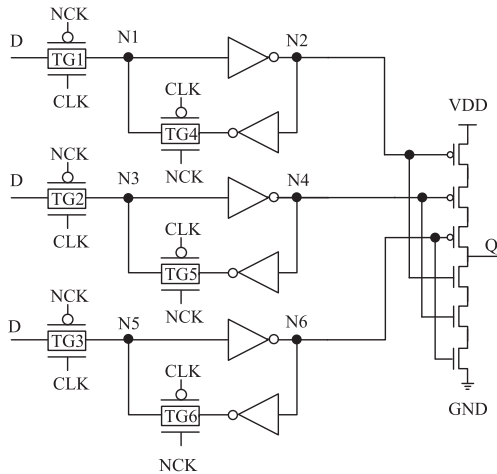 NCK
D
TG1
CLK
N1
N2
CLK
TG4
NCK
VDD
NCK
D
TG2
CLK
N3
N4
CLK
TG5
NCK
Q
NCK
D
TG3
CLK
N5
N6
CLK
TG6
NCK
GND